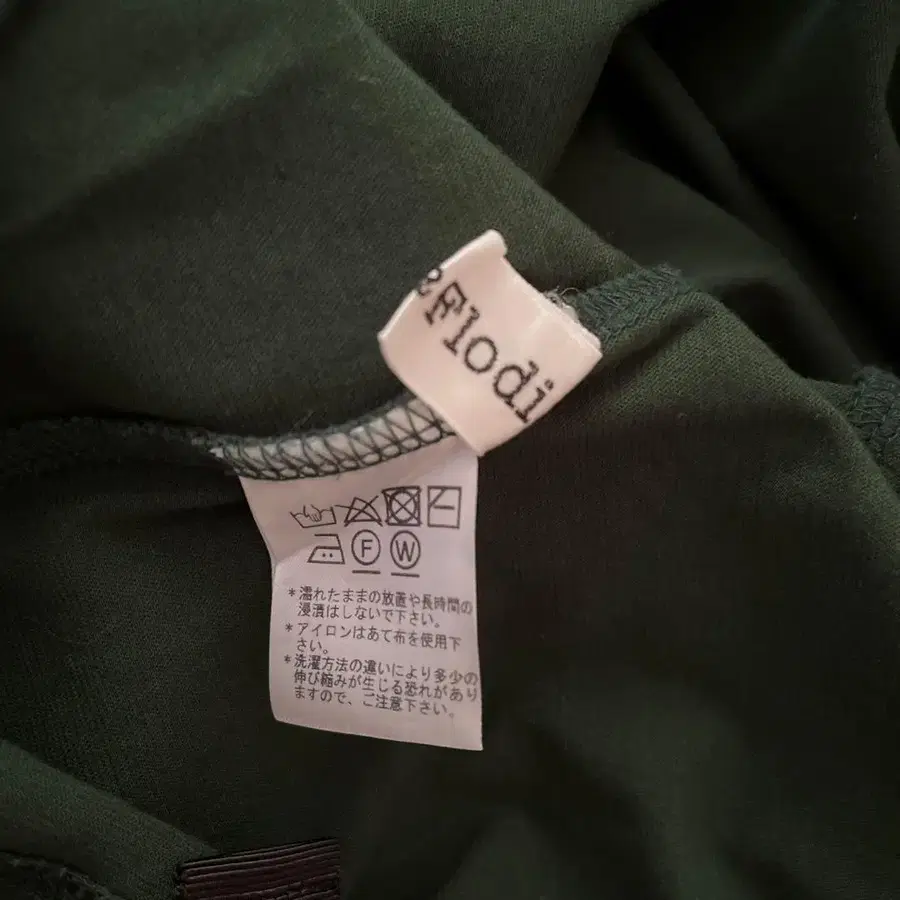 &Flodi
F W
*濡れたままの放置や長時間の
浸漬はしないで下さい。
*アイロンはあて布を使用下
さい。
*洗濯方法の違いにより多少の
伸び縮みが生じる恐れがあり
ますので、ご注意下さい。